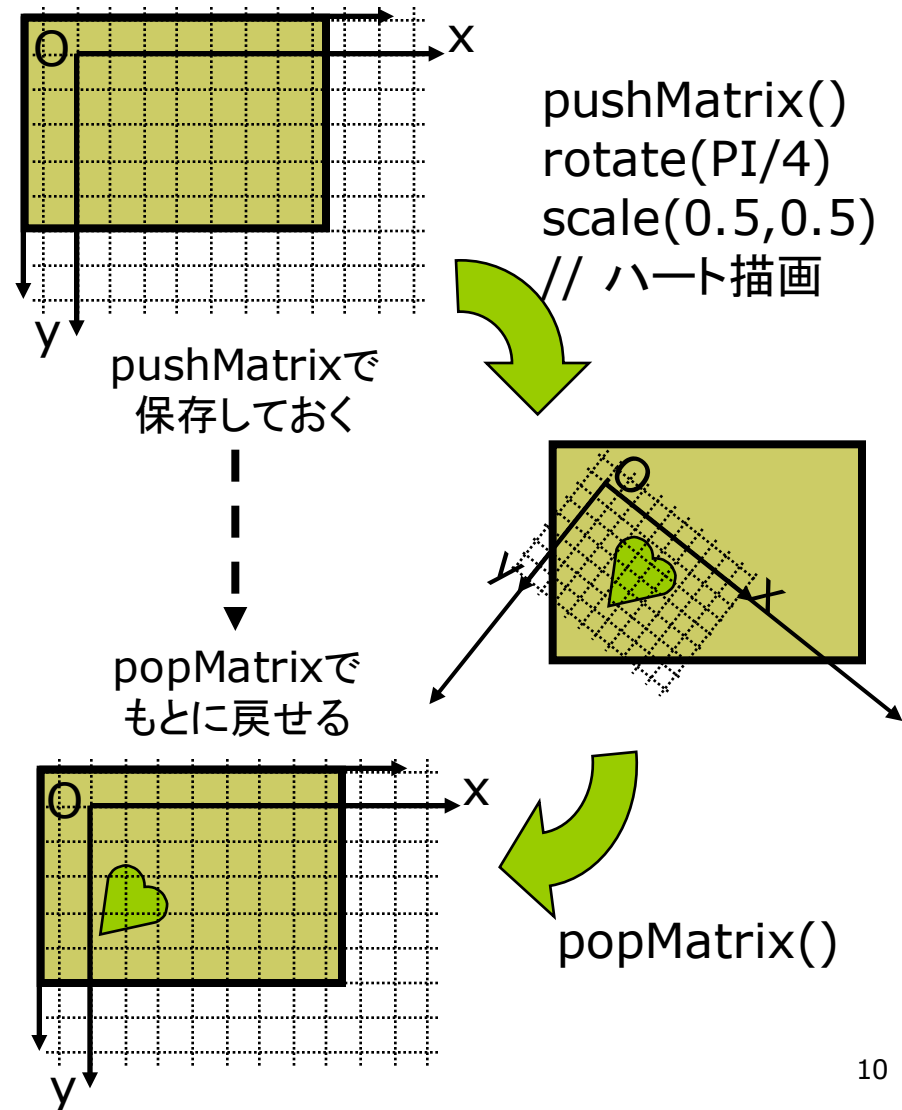 O
x
y
pushMatrix()
rotate(PI/4)
scale(0.5,0.5)
// ハート描画
pushMatrixで
保存しておく
O
x
y
popMatrixで
もとに戻せる
O
x
y
popMatrix()
10